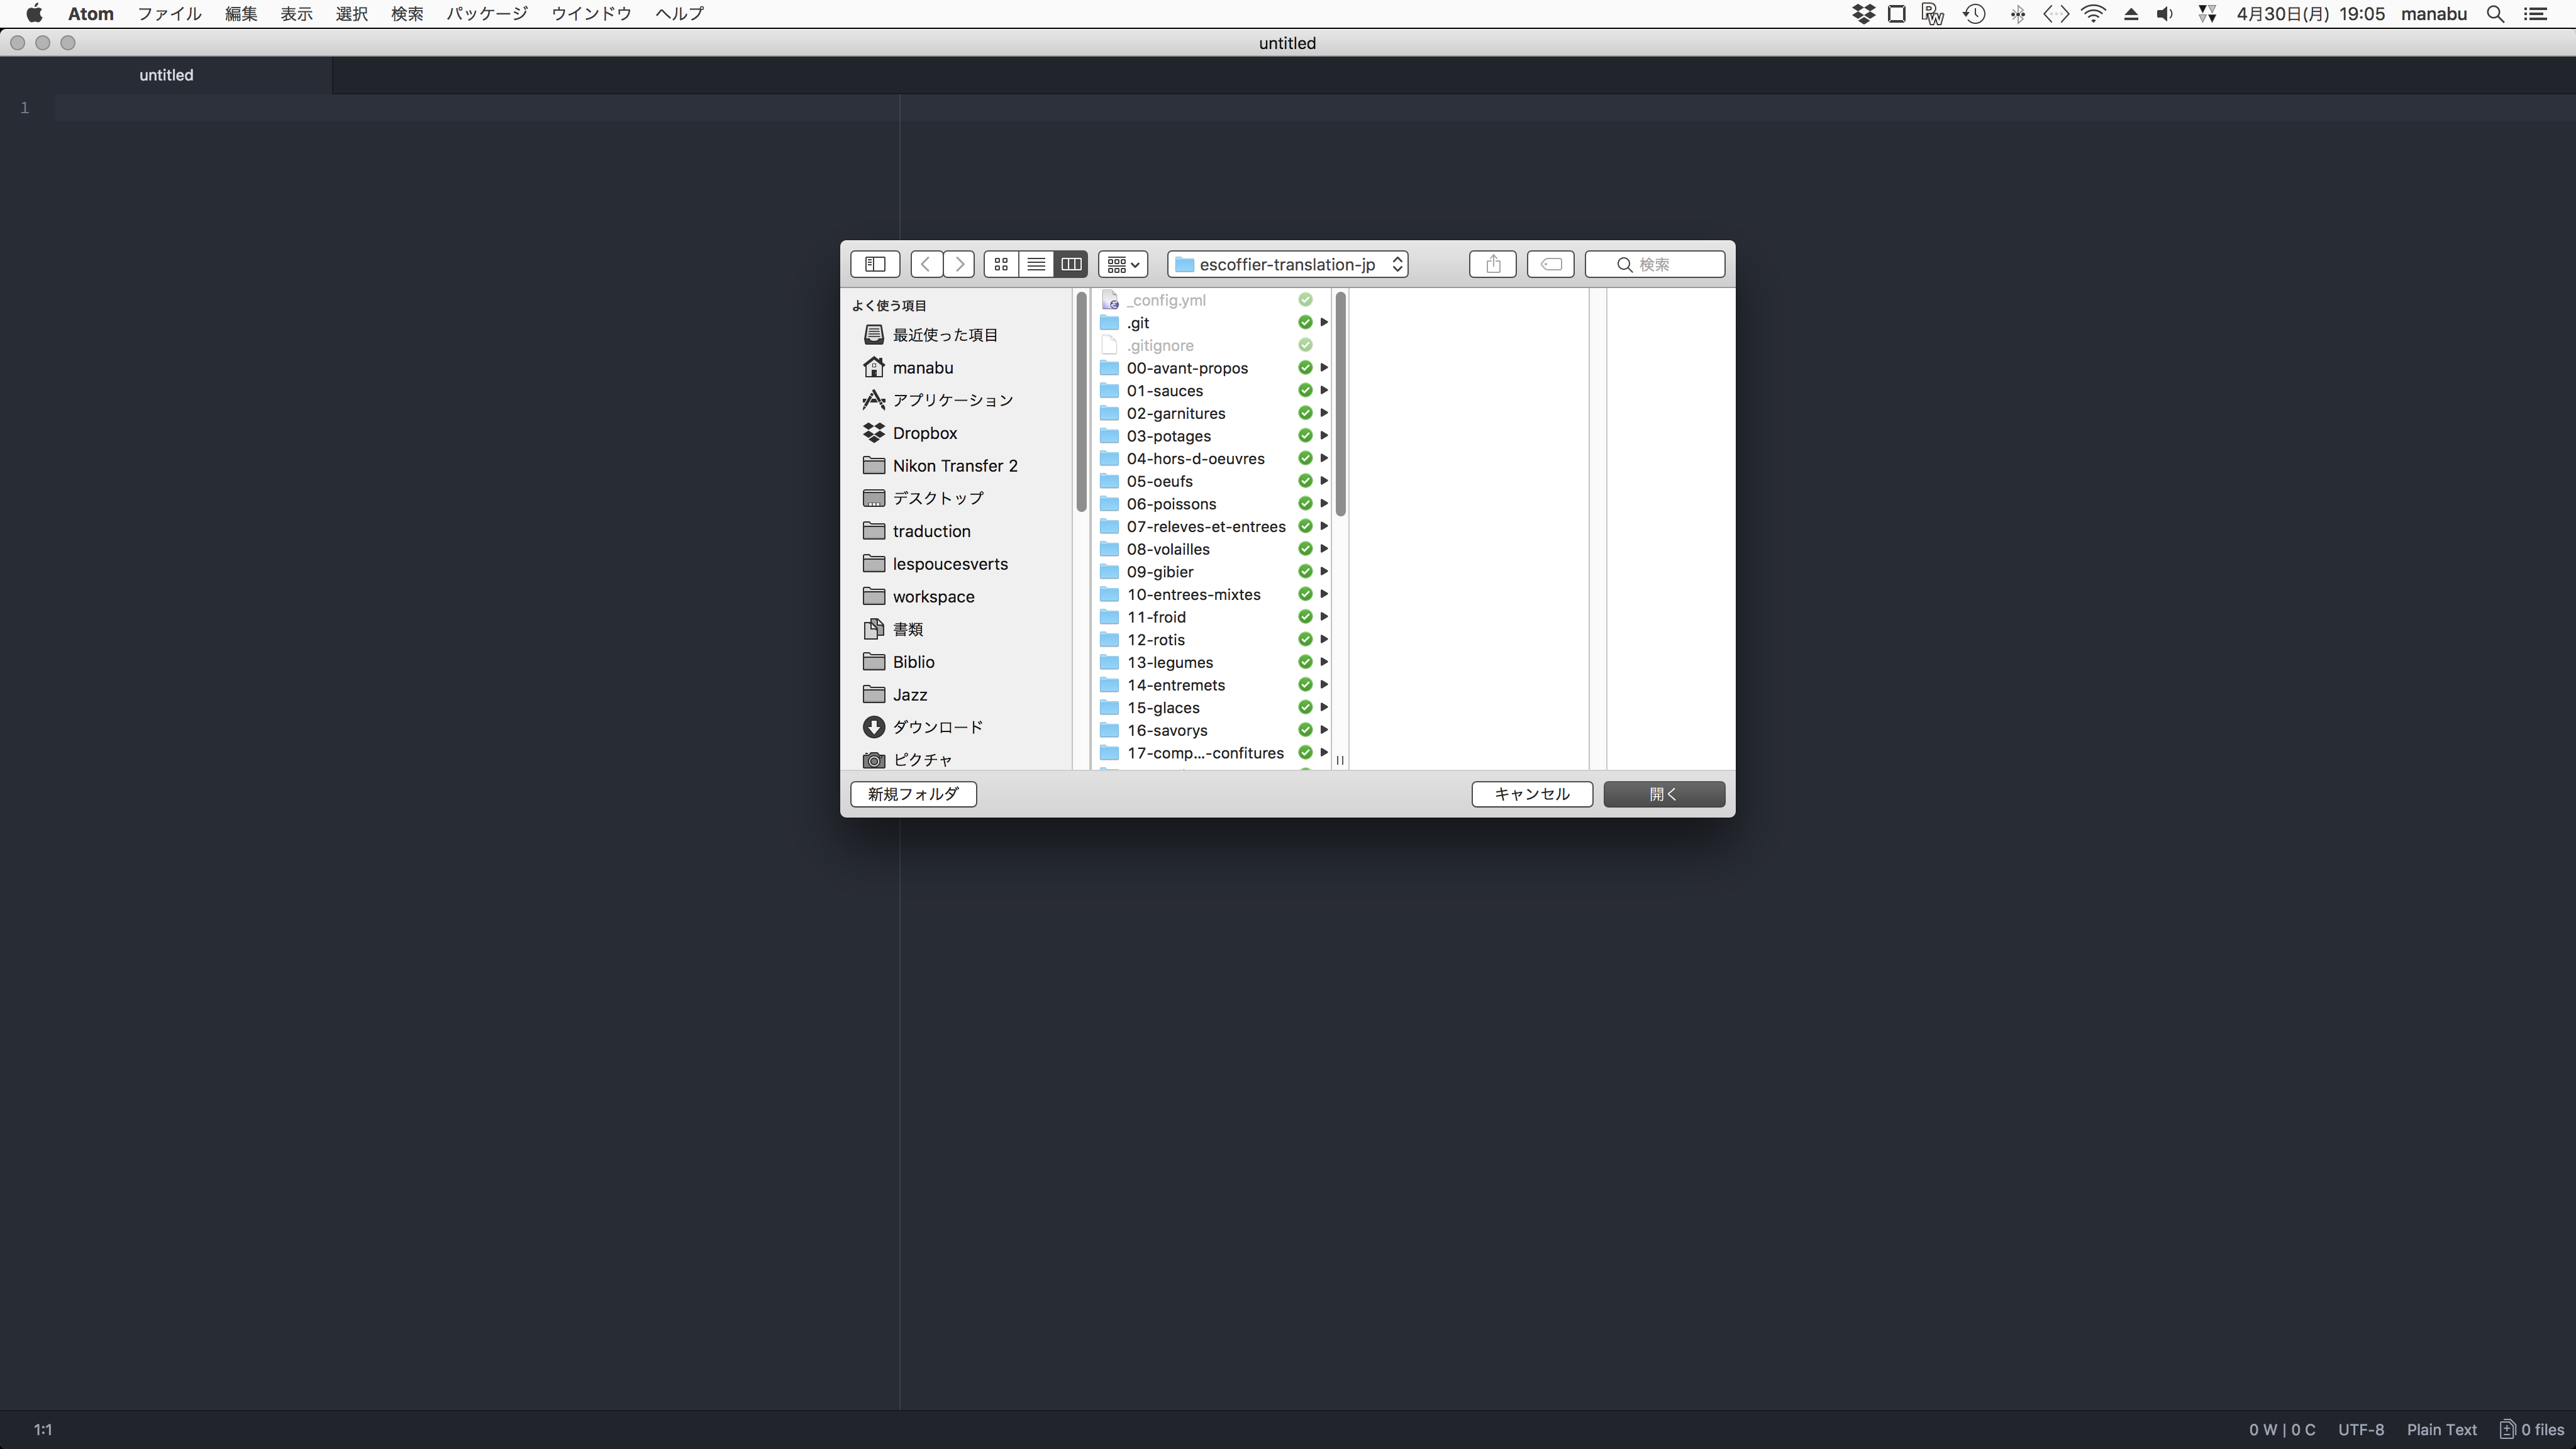 Atom ファイル 編集 表示 選択 検索 パッケージ ウインドウ ヘルプ 4月30日(月) 19:05 manabu
untitled
untitled
1
escoffier-translation-jp 検索
よく使う項目
最近使った項目
manabu
アプリケーション
Dropbox
Nikon Transfer 2
デスクトップ
traduction
lespoucesverts
workspace
書類
Biblio
Jazz
ダウンロード
ピクチャ
_config.yml
.git
.gitignore
00-avant-propos
01-sauces
02-garnitures
03-potages
04-hors-d-oeuvres
05-oeufs
06-poissons
07-releves-et-entrees
08-volailles
09-gibier
10-entrees-mixtes
11-froid
12-rotis
13-legumes
14-entremets
15-glaces
16-savorys
17-comp...-confitures
新規フォルダ キャンセル 開く
1:1 0 W | 0 C UTF-8 Plain Text 0 files